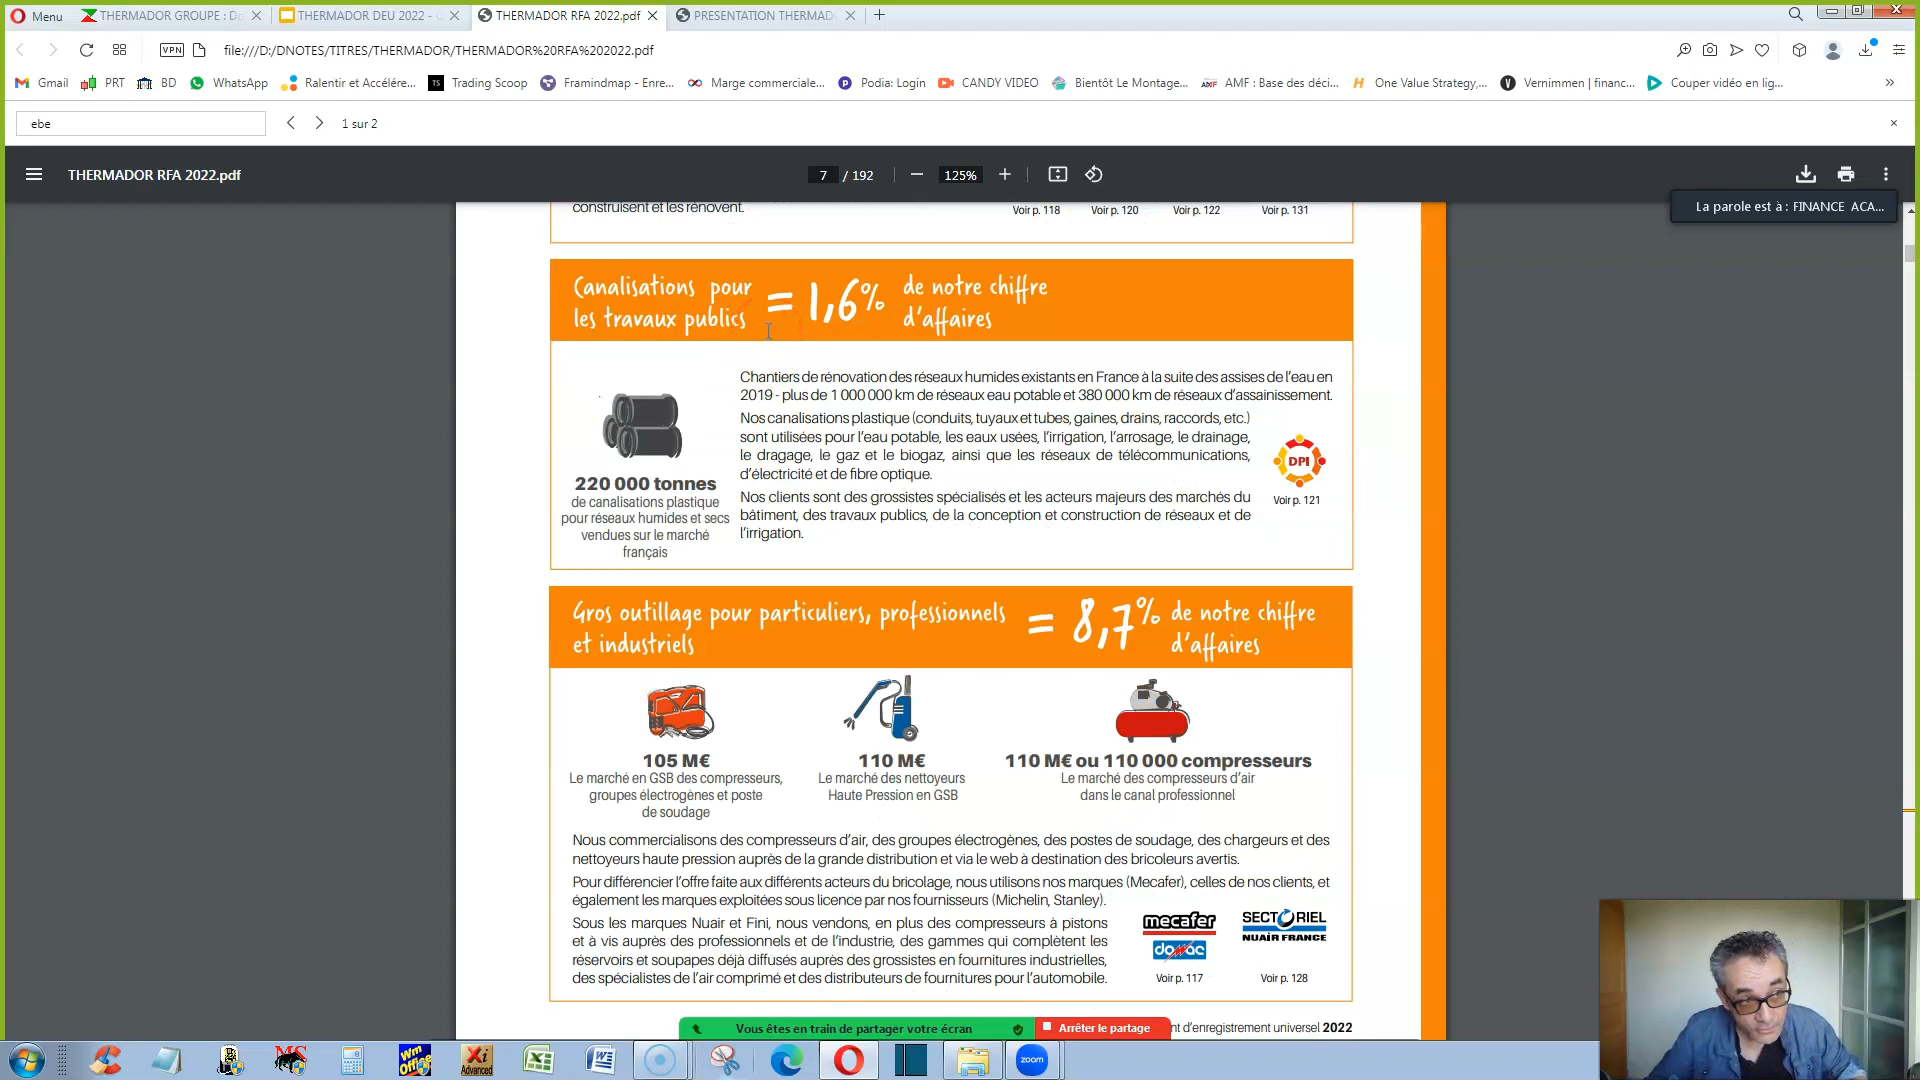 Menu
THERMADOR GROUPE : Do
THERMADOR DEU 2022 - 
THERMADOR RFA 2022.pdf
PRESENTATION THERMAD
VPN
file:///D:/DNOTES/TITRES/THERMADOR/THERMADOR%20RFA%202022.pdf
Gmail
PRT
BD
WhatsApp
Ralentir et Accélére...
TS
Trading Scoop
Framindmap - Enre...
Marge commerciale...
Podia: Login
CANDY VIDEO
Bientôt Le Montage...
AMF : Base des déci...
One Value Strategy,...
Vernimmen | financ...
Couper vidéo en lig...
ebe
1 sur 2
THERMADOR RFA 2022.pdf
7 / 192
125%
La parole est à : FINANCE ACA...
construisent et les rénovent.
Voir p. 118
Voir p. 120
Voir p. 122
Voir p. 131
Canalisations pour
les travaux publics
= 1,6%
de notre chiffre
d'affaires
Chantiers de rénovation des réseaux humides existants en France à la suite des assises de l'eau en
2019 - plus de 1 000 000 km de réseaux eau potable et 380 000 km de réseaux d'assainissement.
Nos canalisations plastique (conduits, tuyaux et tubes, gaines, drains, raccords, etc.)
sont utilisées pour l'eau potable, les eaux usées, l'irrigation, l'arrosage, le drainage,
le dragage, le gaz et le biogaz, ainsi que les réseaux de télécommunications,
d'électricité et de fibre optique.
Nos clients sont des grossistes spécialisés et les acteurs majeurs des marchés du
bâtiment, des travaux publics, de la conception et construction de réseaux et de
l'irrigation.
220 000 tonnes
de canalisations plastique
pour réseaux humides et secs
vendues sur le marché
français
DPI
Voir p. 121
Gros outillage pour particuliers, professionnels
et industriels
= 8,7%
de notre chiffre
d'affaires
105 M€
Le marché en GSB des compresseurs,
groupes électrogènes et poste
de soudage
110 M€
Le marché des nettoyeurs
Haute Pression en GSB
110 M€ ou 110 000 compresseurs
Le marché des compresseurs d'air
dans le canal professionnel
Nous commercialisons des compresseurs d'air, des groupes électrogènes, des postes de soudage, des chargeurs et des
nettoyeurs haute pression auprès de la grande distribution et via le web à destination des bricoleurs avertis.
Pour différencier l'offre faite aux différents acteurs du bricolage, nous utilisons nos marques (Mecafer), celles de nos clients, et
également les marques exploitées sous licence par nos fournisseurs (Michelin, Stanley).
Sous les marques Nuair et Fini, nous vendons, en plus des compresseurs à pistons
et à vis auprès des professionnels et de l'industrie, des gammes qui complètent les
réservoirs et soupapes déjà diffusés auprès des grossistes en fournitures industrielles,
des spécialistes de l'air comprimé et des distributeurs de fournitures pour l'automobile.
mecafer
domac
Voir p. 117
SECTORIEL
NUAIR FRANCE
Voir p. 128
Vous êtes en train de partager votre écran
Arrêter le partage
nt d'enregistrement universel 2022
Wm
Office
Xi
Advanced
zoom